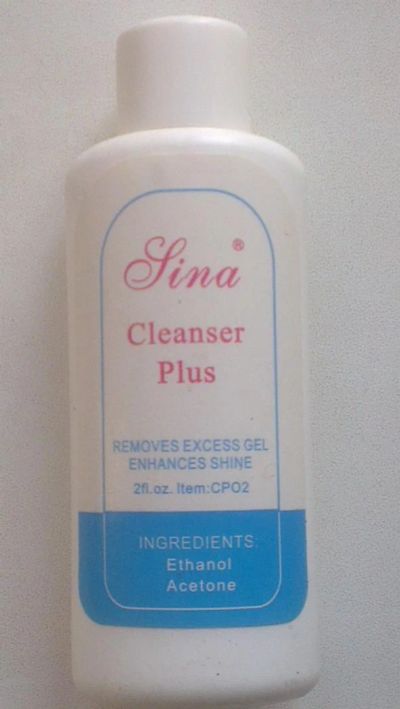 Sina®
Cleanser
Plus
REMOVES EXCESS GEL
ENHANCES SHINE
2fl.oz. Item:CPO2
INGREDIENTS:
Ethanol
Acetone